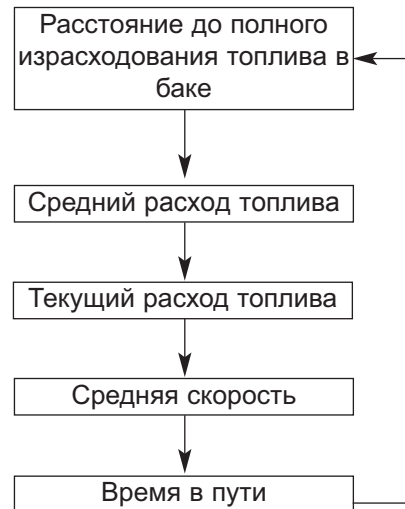 Расстояние до полного
израсходования топлива в
баке
Средний расход топлива
Текущий расход топлива
Средняя скорость
Время в пути